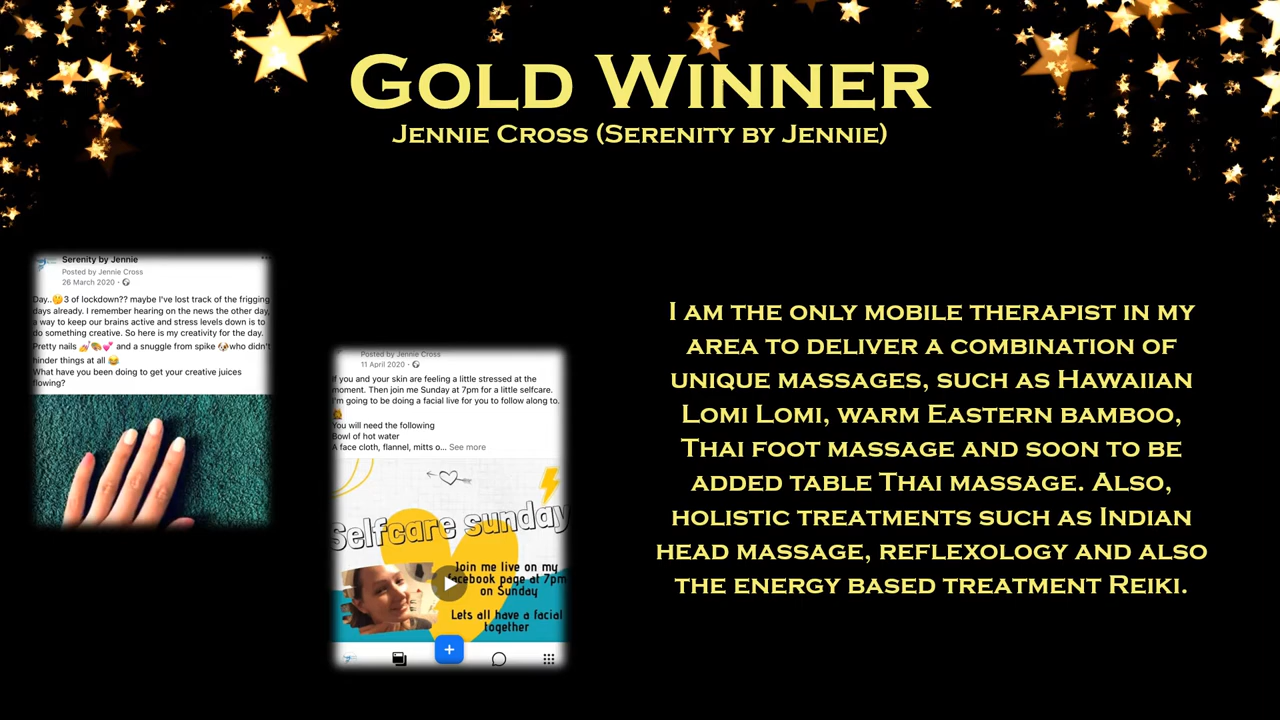 Gold Winner
Jennie Cross (Serenity by Jennie)
Serenity by Jennie
Posted by Jennie Cross
26 March 2020 ·
Day..🤔3 of lockdown?? maybe I've lost track of the frigging
days already. I remember hearing on the news the other day,
a way to keep our brains active and stress levels down is to
do something creative. So here is my creativity for the day.
Pretty nails 💅🎨💕 and a snuggle from spike 🐶who didn't
hinder things at all 😂
What have you been doing to get your creative juices
flowing?
Posted by Jennie Cross
11 April 2020 ·
If you and your skin are feeling a little stressed at the
moment. Then join me Sunday at 7pm for a little selfcare.
I'm going to be doing a facial live for you to follow along to.
You will need the following
Bowl of hot water
A face cloth, flannel, mitts o... See more
Selfcare sunday
Join me live on my
facebook page at 7pm
on Sunday
Lets all have a facial
together
I am the only mobile therapist in my
area to deliver a combination of
unique massages, such as Hawaiian
Lomi Lomi, warm Eastern bamboo,
Thai foot massage and soon to be
added table Thai massage. Also,
holistic treatments such as Indian
head massage, reflexology and also
the energy based treatment Reiki.